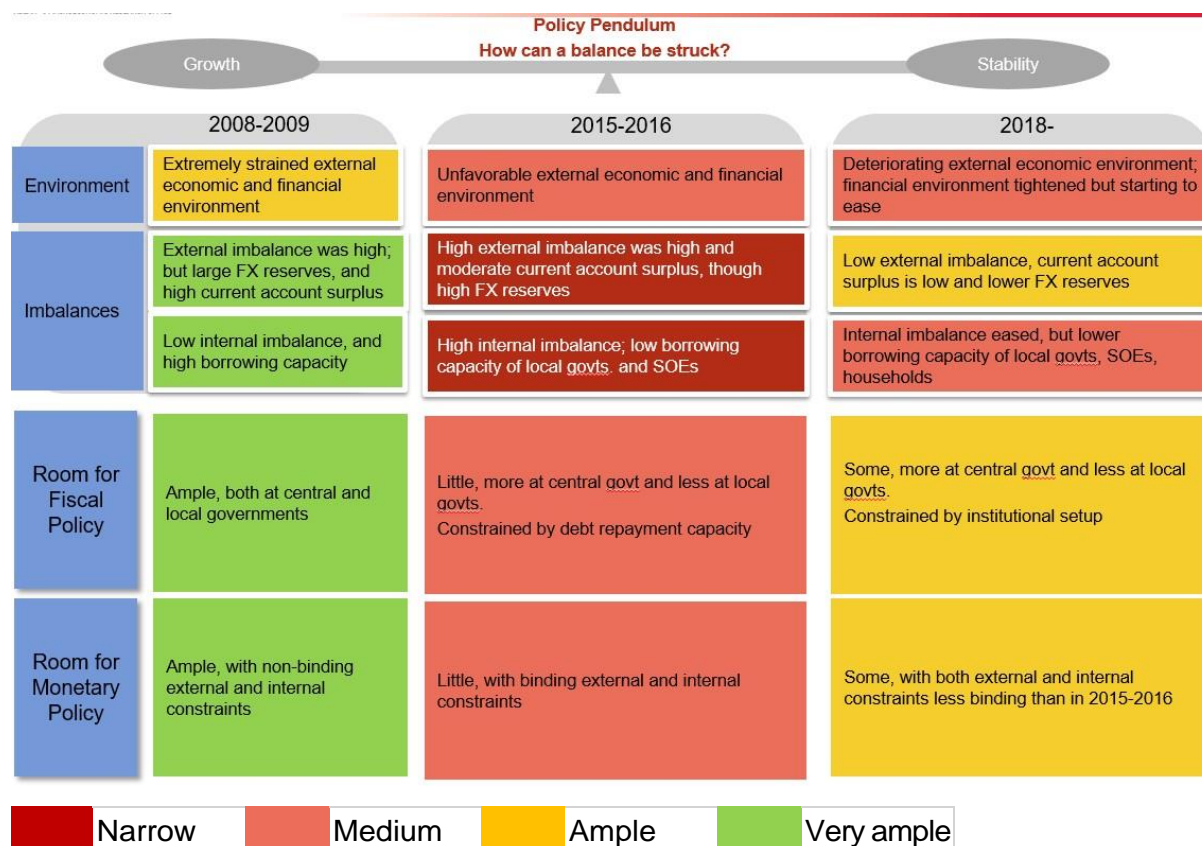 Policy Pendulum
How can a balance be struck?
Growth
Stability
2008-2009
2015-2016
2018-
Environment
Extremely strained external
economic and financial
environment
Unfavorable external economic and financial
environment
Deteriorating external economic environment;
financial environment tightened but starting to
ease
Imbalances
External imbalance was high;
but large FX reserves, and
high current account surplus
High external imbalance was high and
moderate current account surplus, though
high FX reserves
Low external imbalance, current account
surplus is low and lower FX reserves
Low internal imbalance, and
high borrowing capacity
High internal imbalance; low borrowing
capacity of local govts. and SOEs
Internal imbalance eased, but lower
borrowing capacity of local govts, SOEs,
households
Room for
Fiscal
Policy
Ample, both at central and
local governments
Little, more at central govt and less at local
govts.
Constrained by debt repayment capacity
Some, more at central govt and less at local
govts.
Constrained by institutional setup
Room for
Monetary
Policy
Ample, with non-binding
external and internal
constraints
Little, with binding external and internal
constraints
Some, with both external and internal
constraints less binding than in 2015-2016
Narrow
Medium
Ample
Very ample